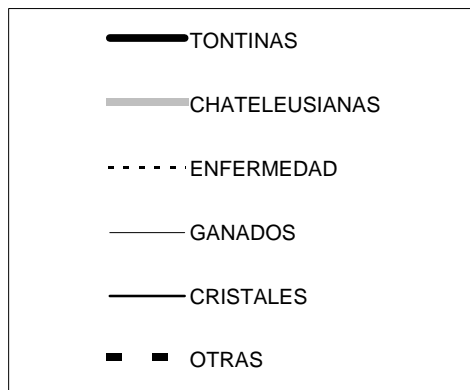 TONTINAS
CHATELEUSIANAS
ENFERMEDAD
GANADOS
CRISTALES
OTRAS